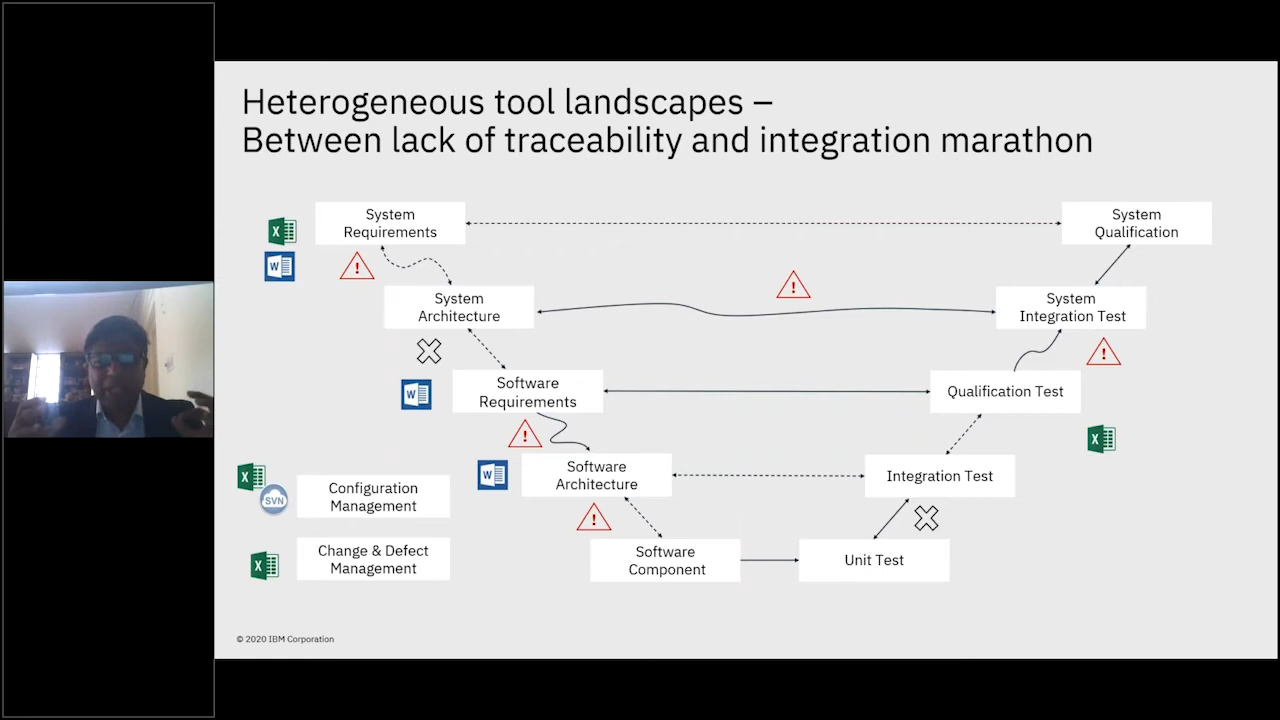 Heterogeneous tool landscapes –
Between lack of traceability and integration marathon
System
Requirements
System
Qualification
X
W
!
!
System
Architecture
System
Integration Test
!
W
Software
Requirements
Qualification Test
!
X
X
SVN
Configuration
Management
W
Software
Architecture
Integration Test
!
X
Change & Defect
Management
Software
Component
Unit Test
© 2020 IBM Corporation